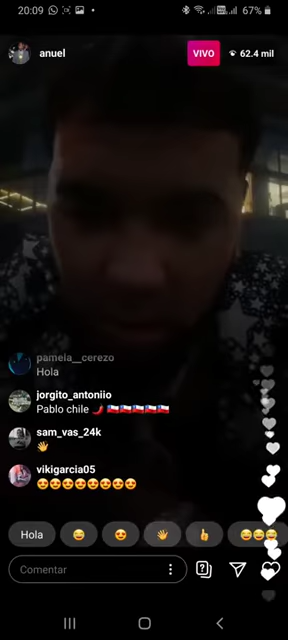 20:09
67%
anuel
VIVO
62.4 mil
pamela__cerezo
Hola
jorgito_antoniio
Pablo chile 🌶️ 🇨🇱🇨🇱🇨🇱🇨🇱🇨🇱
sam_vas_24k
👋
vikigarcia05
😍😍😍😍😍😍😍😍
Hola 😂 😍 👋 👆 😂😂😂
Comentar